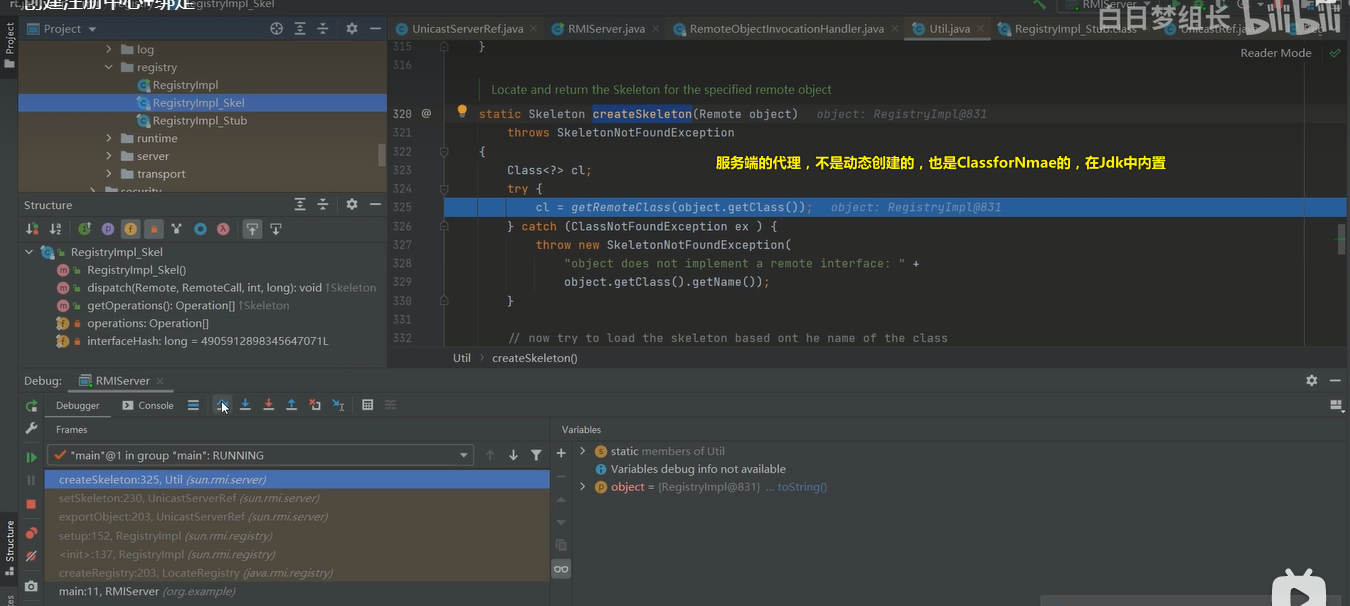 创建注册中心+绑定
RegistryImpl_Skel
RMIServer
白日梦组长
bilibili
Project
UnicastServerRef.java
RMIServer.java
RemoteObjectInvocationHandler.java
Util.java
RegistryImpl_Stub.class
UnicastRef.java
log
registry
RegistryImpl
RegistryImpl_Skel
RegistryImpl_Stub
runtime
server
transport
security
Project
Reader Mode
315 }
316
Locate and return the Skeleton for the specified remote object
320 @ static Skeleton createSkeleton(Remote object) object: RegistryImpl@831
321 throws SkeletonNotFoundException
322 {
323 Class<?> cl;
324 try {
325 cl = getRemoteClass(object.getClass()); object: RegistryImpl@831
326 } catch (ClassNotFoundException ex ) {
327 throw new SkeletonNotFoundException(
328 "object does not implement a remote interface: " +
329 object.getClass().getName());
330 }
331
332 // now try to load the skeleton based ont he name of the class
服务端的代理，不是动态创建的，也是ClassforNmae的，在Jdk中内置
Util createSkeleton()
Structure
RegistryImpl_Skel
RegistryImpl_Skel()
dispatch(Remote, RemoteCall, int, long): void ↑Skeleton
getOperations(): Operation[] ↑Skeleton
operations: Operation[]
interfaceHash: long = 4905912898345647071L
Debug: RMIServer
Debugger Console
Frames
"main"@1 in group "main": RUNNING
createSkeleton:325, Util (sun.rmi.server)
setSkeleton:230, UnicastServerRef (sun.rmi.server)
exportObject:203, UnicastServerRef (sun.rmi.server)
setup:152, RegistryImpl (sun.rmi.registry)
<init>:137, RegistryImpl (sun.rmi.registry)
createRegistry:203, LocateRegistry (java.rmi.registry)
main:11, RMIServer (org.example)
Variables
static members of Util
Variables debug info not available
object = {RegistryImpl@831} ... toString()
Structure